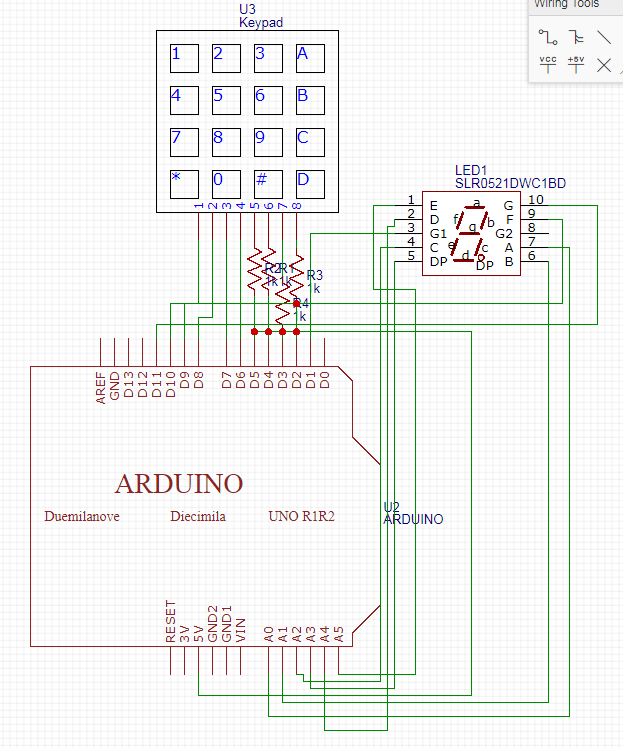 Wiring Tools
VCC +5V
U3
Keypad
1 2 3 A
4 5 6 B
7 8 9 C
* 0 # D
1 2 3 4 5 6 7 8
LED1
SLR0521DWC1BD
1 E a G 10
2 D f b F 9
3 G1 g G2 8
4 C e c A 7
5 DP d DP B 6
R2 R1 R3
1k 1k 1k
R4
1k
AREF GND D13 D12 D11 D10 D9 D8 D7 D6 D5 D4 D3 D2 D1 D0
ARDUINO
Duemilanove Diecimila UNO R1R2
U2
ARDUINO
RESET 3V 5V GND2 GND1 VIN A0 A1 A2 A3 A4 A5